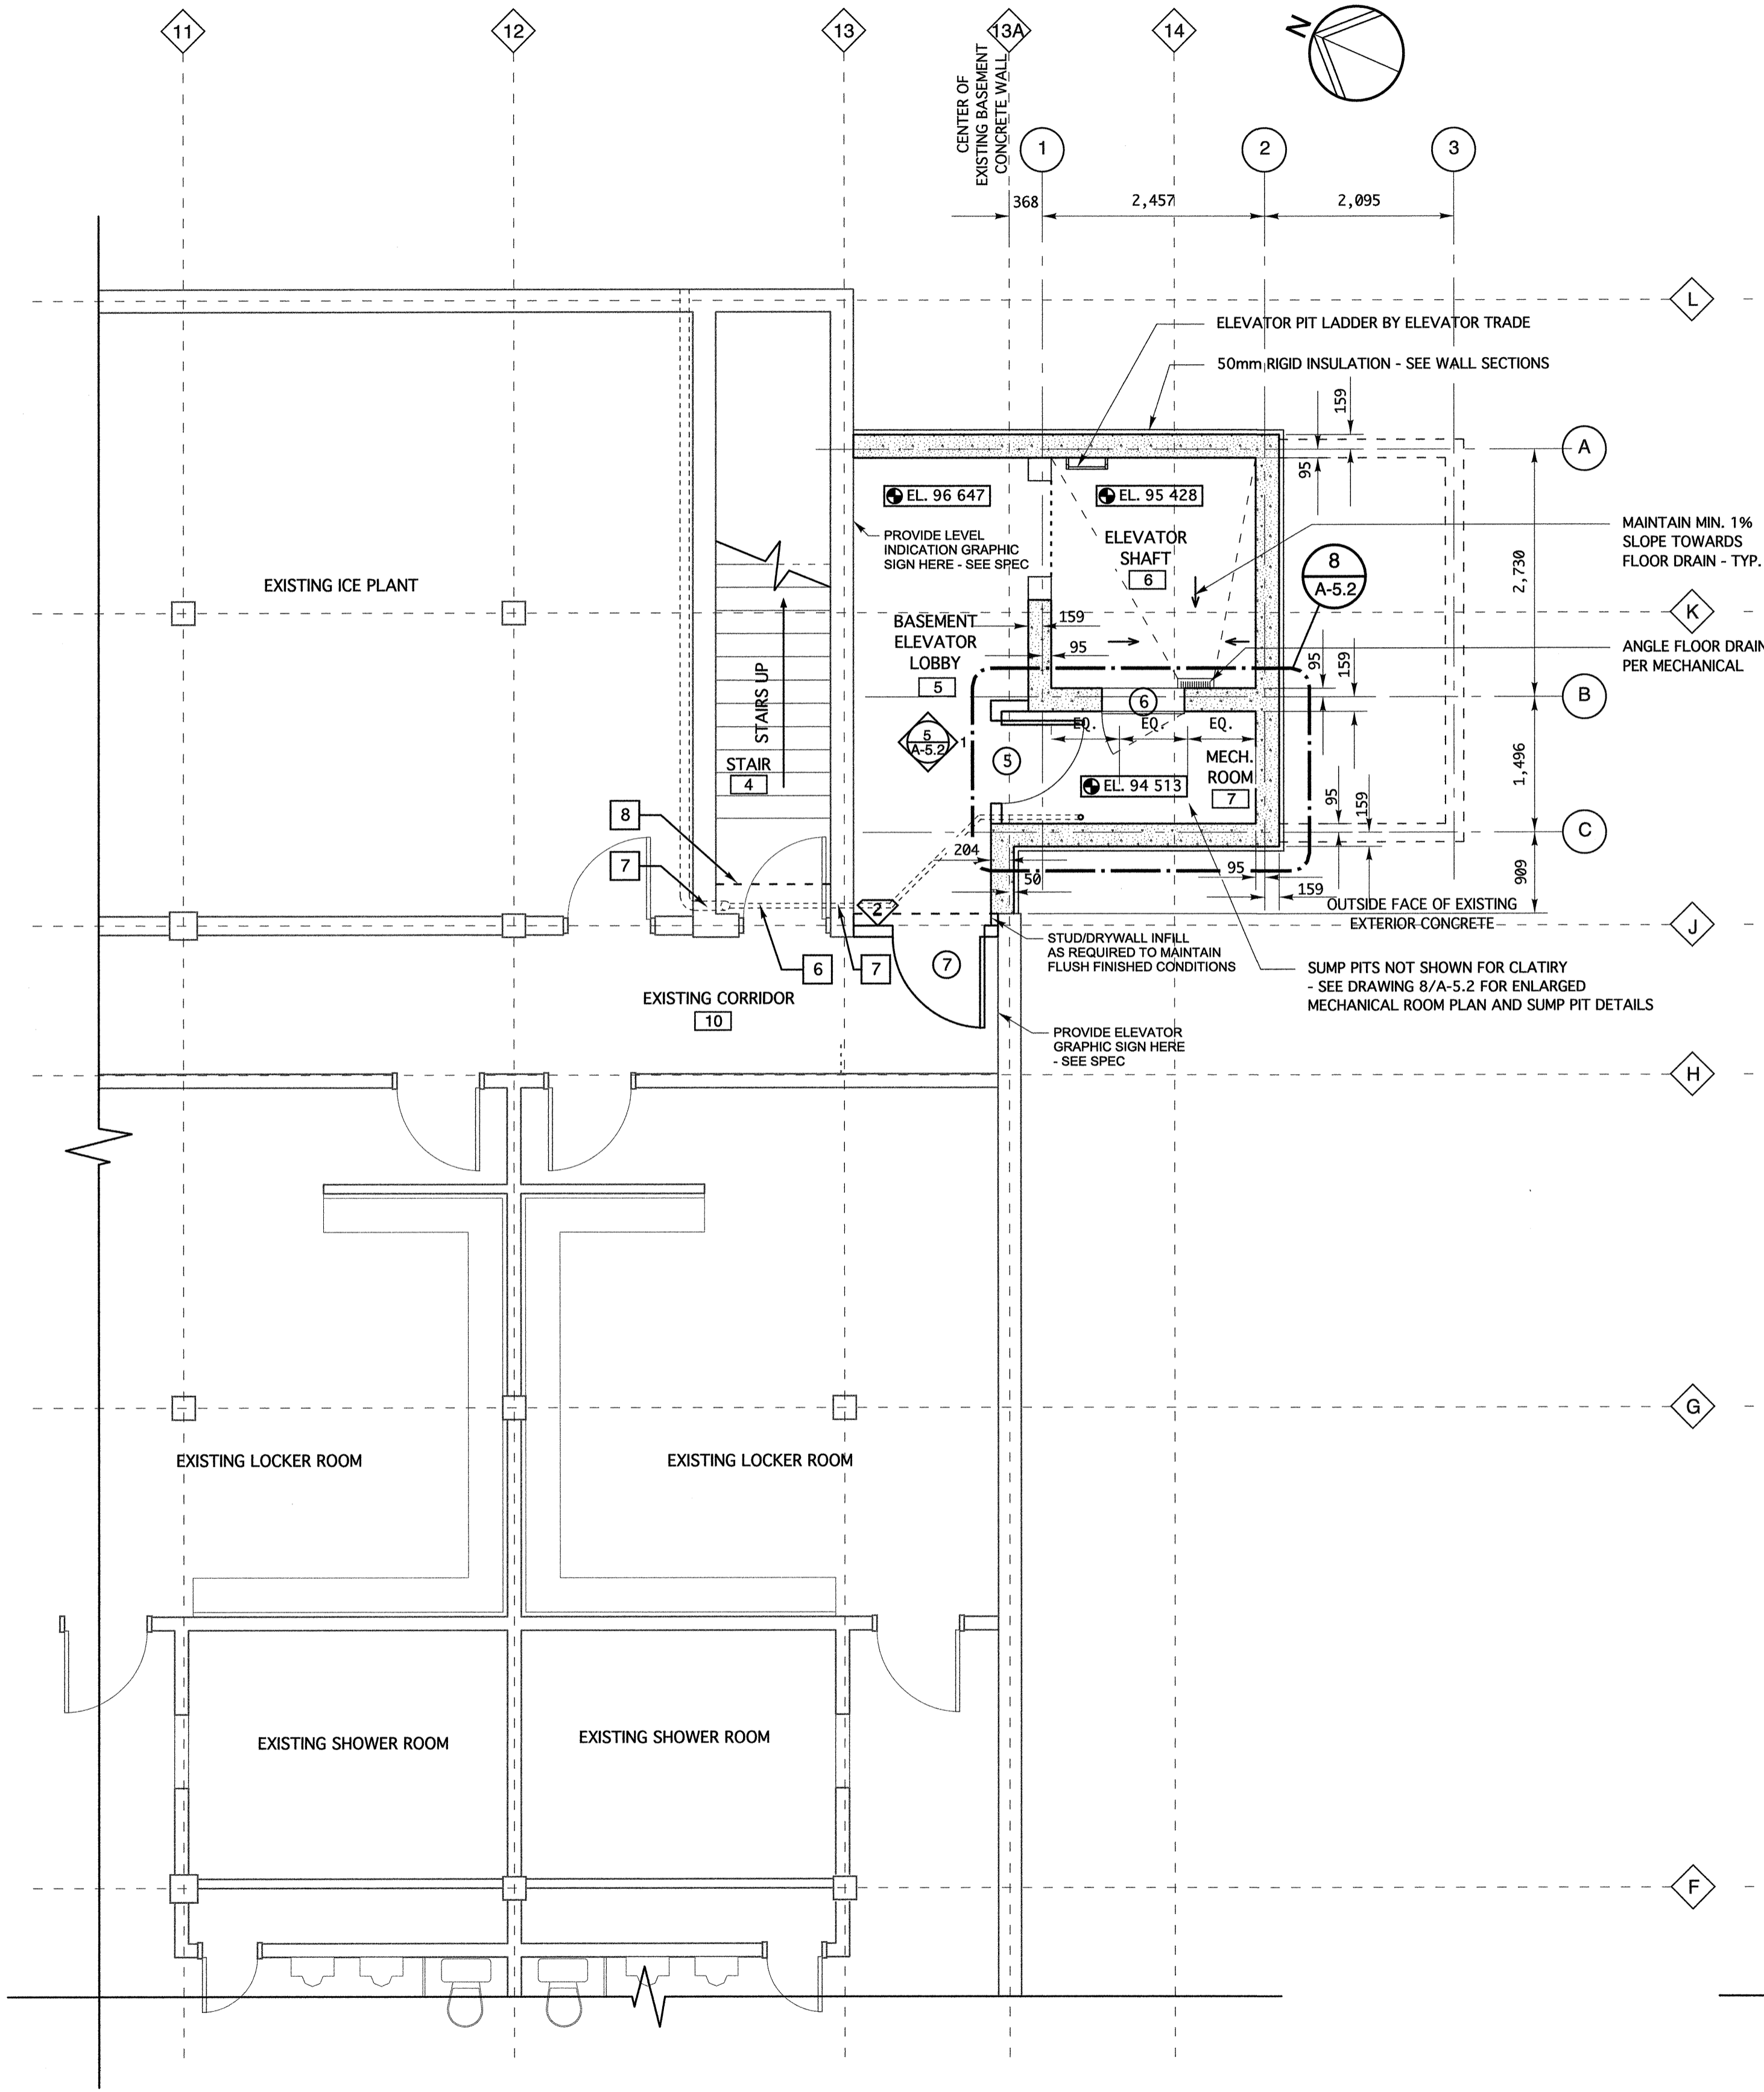 11
12
13
13A
14
N
CENTER OF
EXISTING BASEMENT
CONCRETE WALL
1
2
3
368
2,457
2,095
L
ELEVATOR PIT LADDER BY ELEVATOR TRADE
50mm RIGID INSULATION - SEE WALL SECTIONS
159
95
A
EL. 96 647
EL. 95 428
PROVIDE LEVEL
INDICATION GRAPHIC
SIGN HERE - SEE SPEC
ELEVATOR
SHAFT
6
MAINTAIN MIN. 1%
SLOPE TOWARDS
FLOOR DRAIN - TYP.
8
A-5.2
2,730
EXISTING ICE PLANT
K
BASEMENT
ELEVATOR
LOBBY
5
159
95
ANGLE FLOOR DRAIN
PER MECHANICAL
95
159
B
STAIRS UP
STAIR
4
6
EQ.
EQ.
EQ.
5
A-5.2
1
5
MECH.
ROOM
7
EL. 94 513
1,496
95
159
C
8
7
204
50
95
159
909
2
OUTSIDE FACE OF EXISTING
EXTERIOR CONCRETE
J
STUD/DRYWALL INFILL
AS REQUIRED TO MAINTAIN
FLUSH FINISHED CONDITIONS
6
7
7
SUMP PITS NOT SHOWN FOR CLATIRY
- SEE DRAWING 8/A-5.2 FOR ENLARGED
MECHANICAL ROOM PLAN AND SUMP PIT DETAILS
EXISTING CORRIDOR
10
PROVIDE ELEVATOR
GRAPHIC SIGN HERE
- SEE SPEC
H
G
EXISTING LOCKER ROOM
EXISTING LOCKER ROOM
EXISTING SHOWER ROOM
EXISTING SHOWER ROOM
F